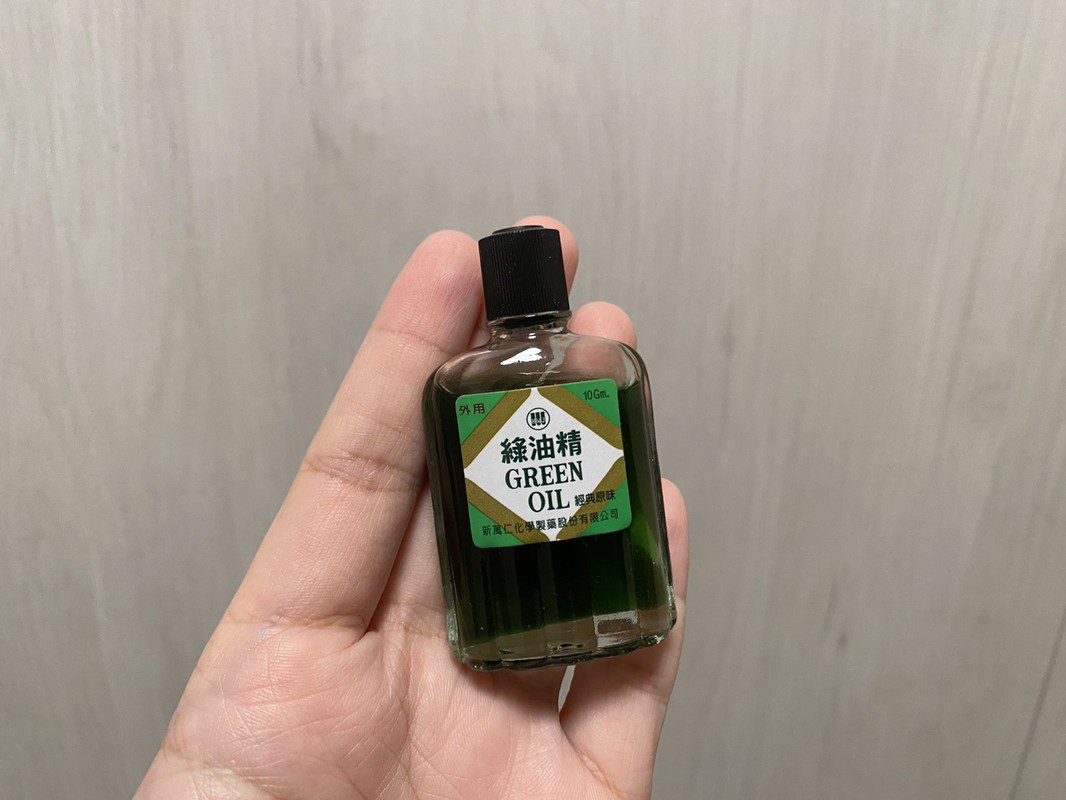 外用
10Gm.
綠油精
GREEN
OIL 經典原味
新萬仁化學製藥股份有限公司